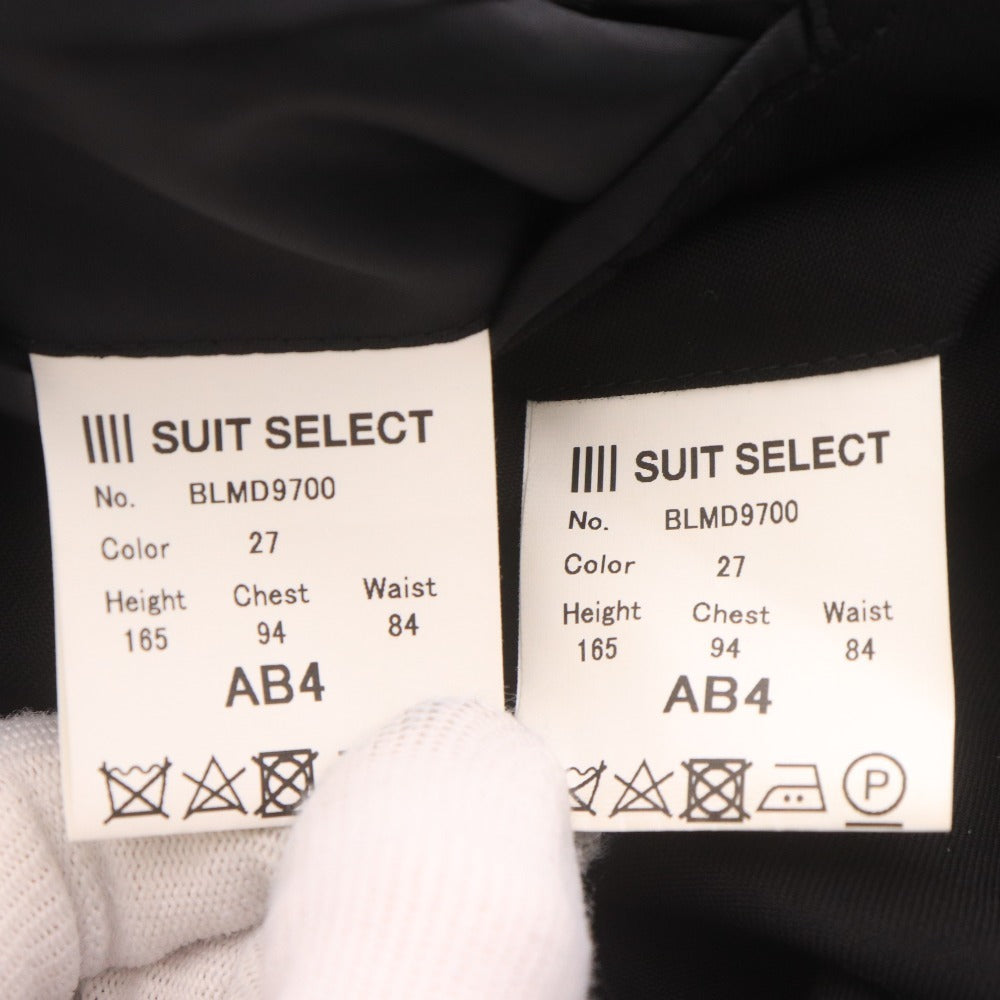 SUIT SELECT
No. BLMD9700
Color 27
Height Chest Waist
165 94 84
AB4
SUIT SELECT
No. BLMD9700
Color 27
Height Chest Waist
165 94 84
AB4
P